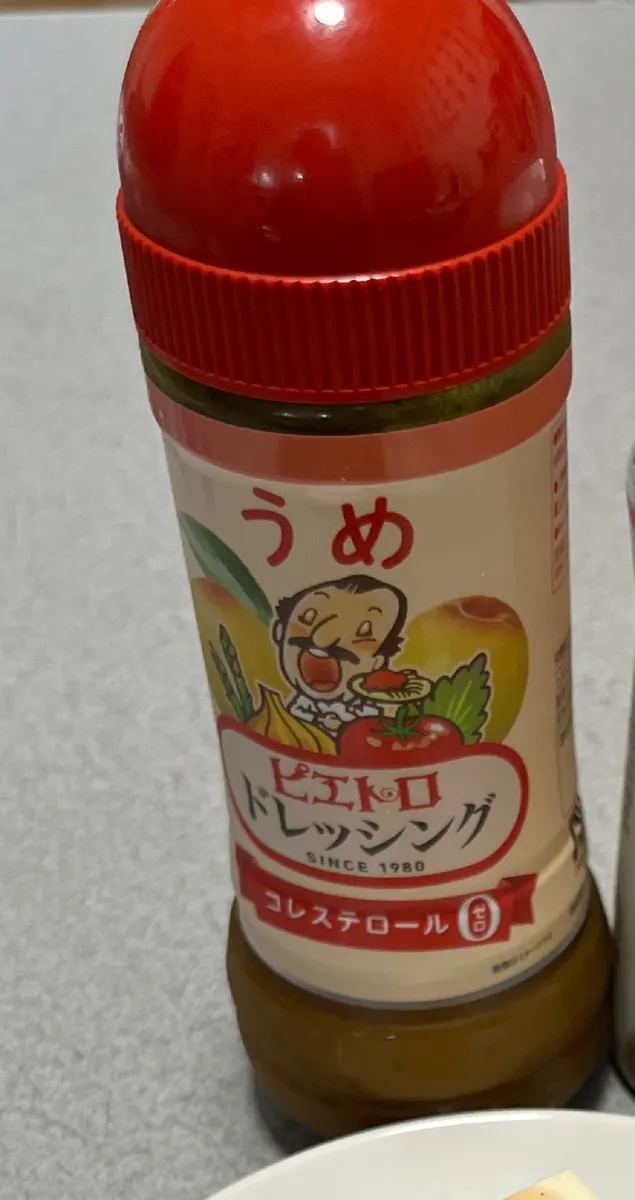 うめ
ピエトロ
ドレッシング
SINCE 1980
コレステロール0
ゼロ